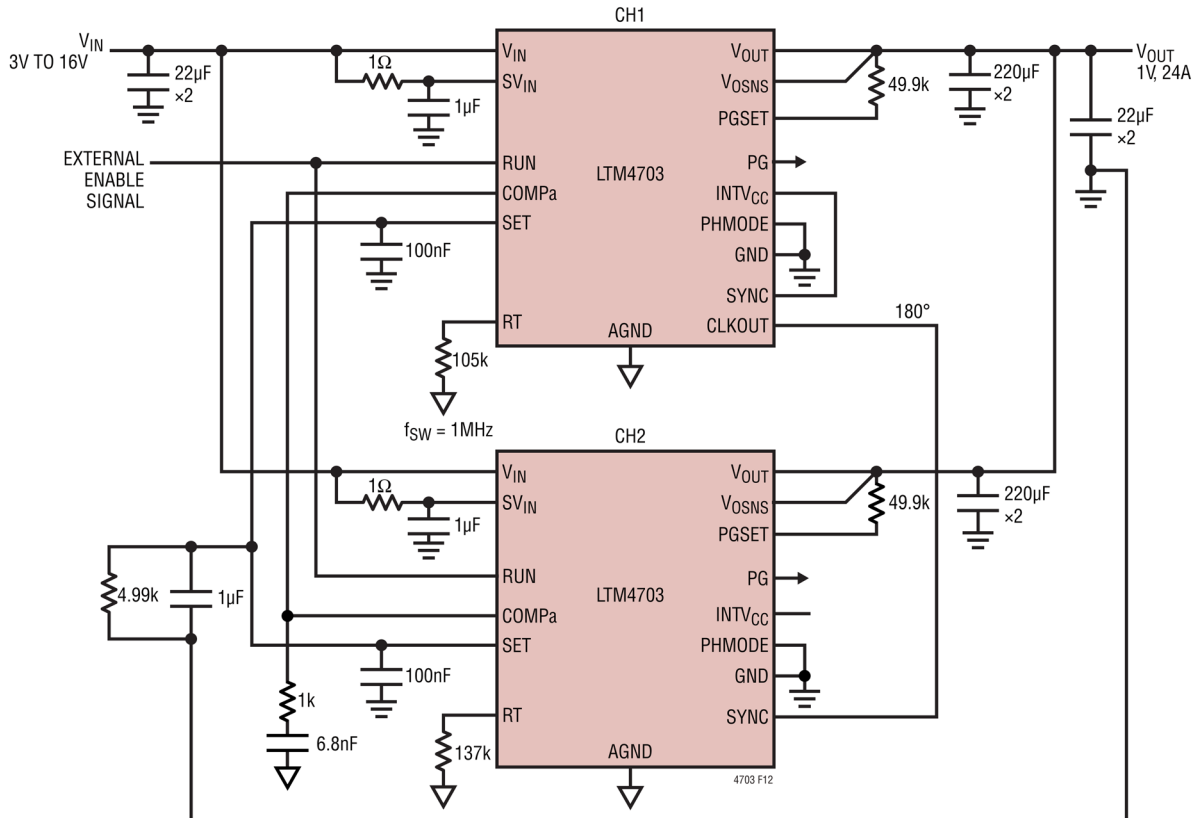 CH1
VIN
3V TO 16V
22µF
×2
1Ω
1µF
VIN
SVIN
RUN
COMPa
SET
RT
LTM4703
AGND
VOUT
VOSNS
PGSET
PG
INTVCC
PHMODE
GND
SYNC
CLKOUT
49.9k
220µF
×2
VOUT
1V, 24A
22µF
×2
EXTERNAL
ENABLE
SIGNAL
100nF
105k
fSW = 1MHz
180°
CH2
1Ω
1µF
VIN
SVIN
RUN
COMPa
SET
RT
LTM4703
AGND
VOUT
VOSNS
PGSET
PG
INTVCC
PHMODE
GND
SYNC
49.9k
220µF
×2
4.99k
1µF
100nF
1k
6.8nF
137k
4703 F12